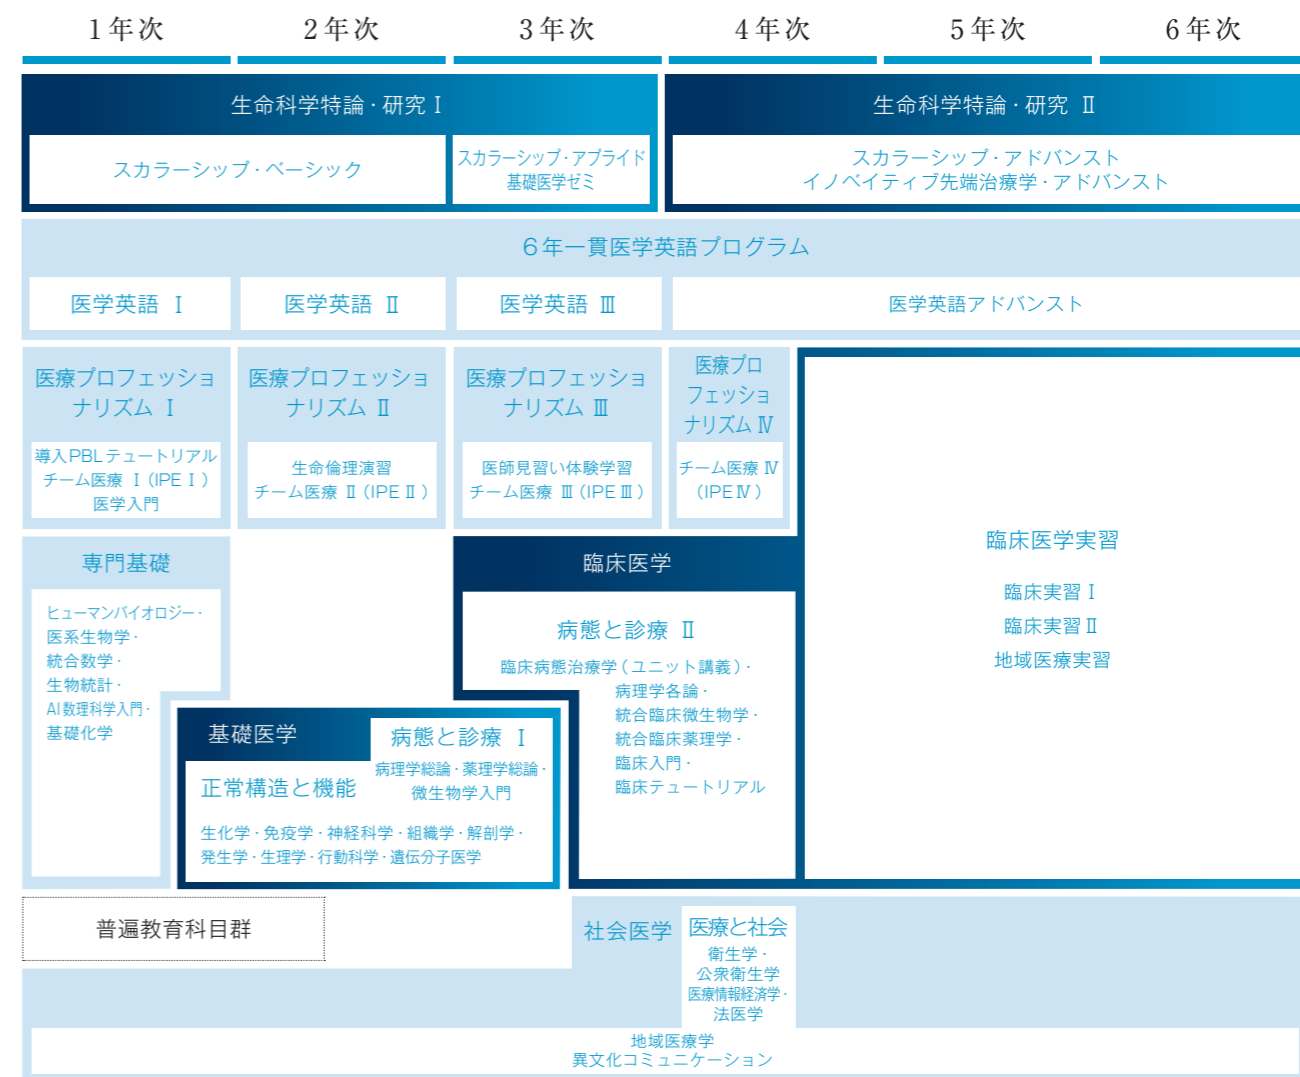 1年次 2年次 3年次 4年次 5年次 6年次
生命科学特論・研究 Ⅰ
生命科学特論・研究 Ⅱ
スカラーシップ・ベーシック
スカラーシップ・アプライド
基礎医学ゼミ
スカラーシップ・アドバンスト
イノベイティブ先端治療学・アドバンスト
6年一貫医学英語プログラム
医学英語 Ⅰ
医学英語 Ⅱ
医学英語 Ⅲ
医学英語アドバンスト
医療プロフェッショ
ナリズム Ⅰ
導入PBLテュートリアル
チーム医療 Ⅰ（IPE Ⅰ）
医学入門
医療プロフェッショ
ナリズム Ⅱ
生命倫理演習
チーム医療 Ⅱ（IPE Ⅱ）
医療プロフェッショ
ナリズム Ⅲ
医師見習い体験学習
チーム医療 Ⅲ（IPE Ⅲ）
医療プロ
フェッショ
ナリズム Ⅳ
チーム医療 Ⅳ
（IPE Ⅳ）
臨床医学実習
臨床実習 Ⅰ
臨床実習 Ⅱ
地域医療実習
専門基礎
ヒューマンバイオロジー・
医系生物学・
統合数学・
生物統計・
AI数理科学入門・
基礎化学
臨床医学
病態と診療 Ⅱ
臨床病態治療学（ユニット講義）・
病理学各論・
統合臨床微生物学・
統合臨床薬理学・
臨床入門・
臨床テュートリアル
基礎医学
病態と診療 Ⅰ
病理学総論・薬理学総論・
微生物学入門
正常構造と機能
生化学・免疫学・神経科学・組織学・解剖学・
発生学・生理学・行動科学・遺伝分子医学
普遍教育科目群
社会医学
医療と社会
衛生学・
公衆衛生学
医療情報経済学・
法医学
地域医療学
異文化コミュニケーション